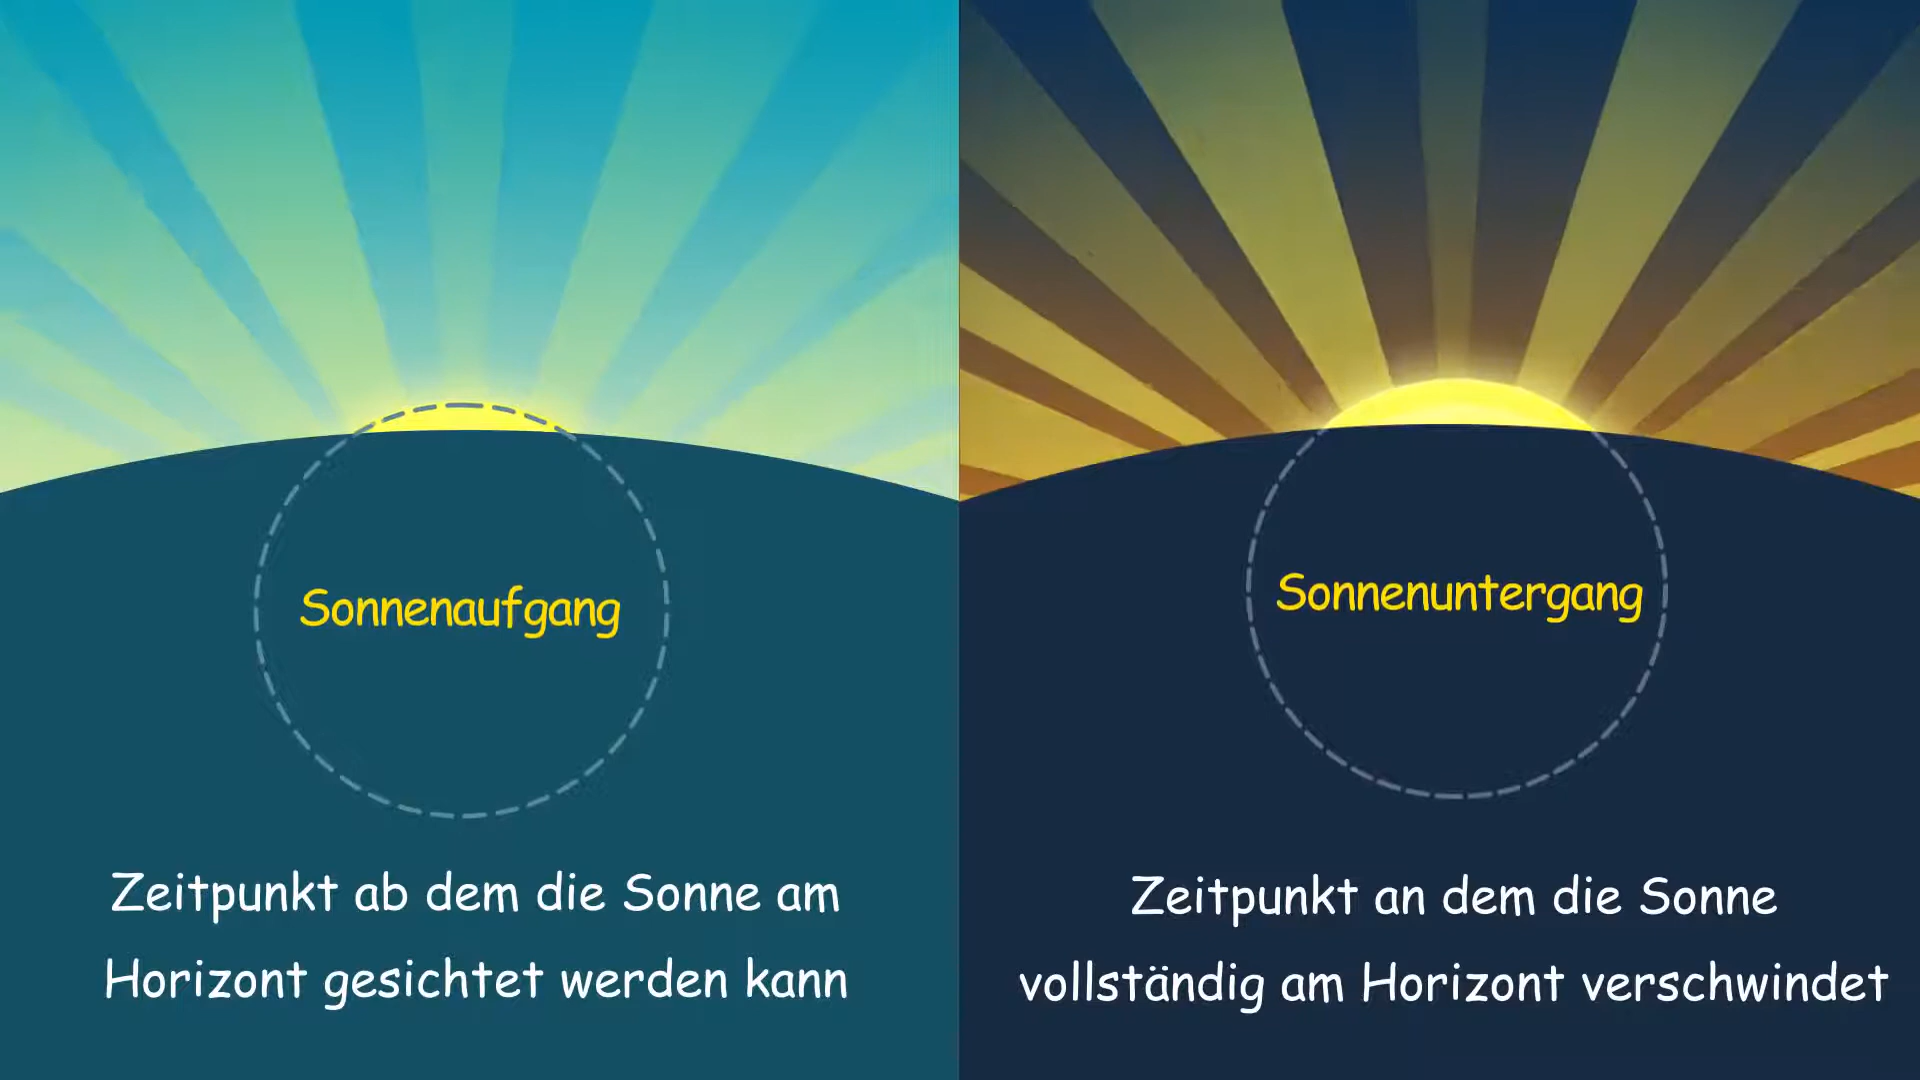 Sonnenaufgang
Zeitpunkt ab dem die Sonne am
Horizont gesichtet werden kann
Sonnenuntergang
Zeitpunkt an dem die Sonne
vollständig am Horizont verschwindet